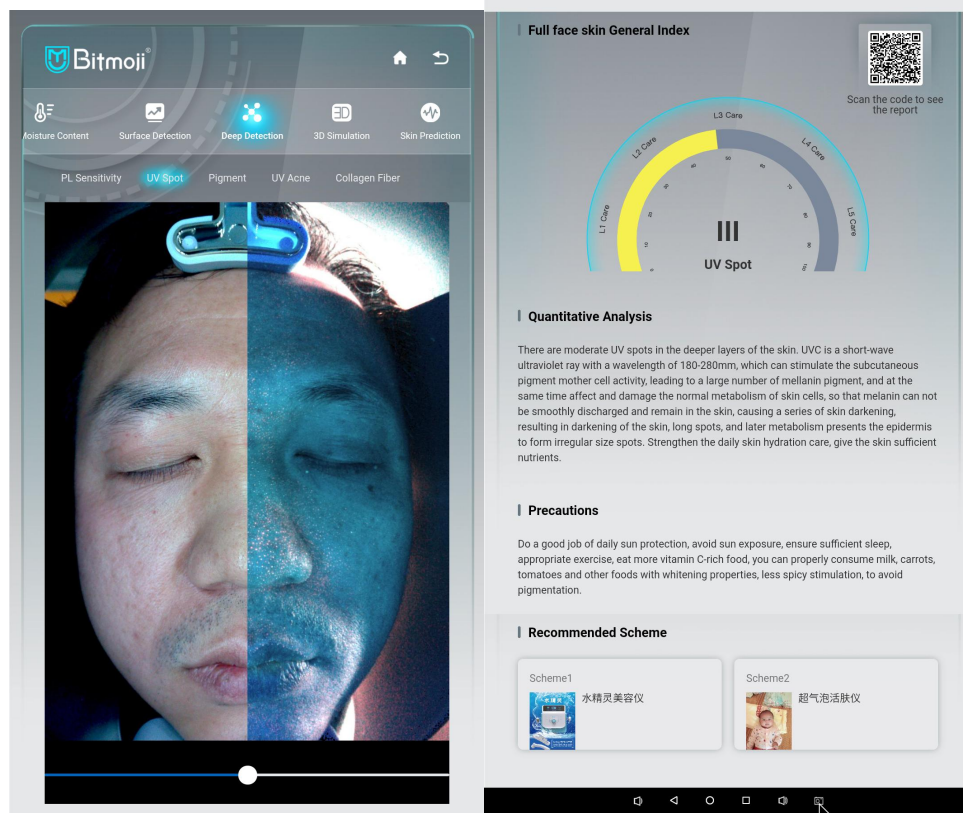 Bitmoji®
Moisture Content
Surface Detection
Deep Detection
3D
3D Simulation
Skin Prediction
PL Sensitivity
UV Spot
Pigment
UV Acne
Collagen Fiber
Full face skin General Index
Scan the code to see
the report
L1 Care
L2 Care
L3 Care
L4 Care
L5 Care
III
UV Spot
Quantitative Analysis
There are moderate UV spots in the deeper layers of the skin. UVC is a short-wave
ultraviolet ray with a wavelength of 180-280mm, which can stimulate the subcutaneous
pigment mother cell activity, leading to a large number of mellanin pigment, and at the
same time affect and damage the normal metabolism of skin cells, so that melanin can not
be smoothly discharged and remain in the skin, causing a series of skin darkening,
resulting in darkening of the skin, long spots, and later metabolism presents the epidermis
to form irregular size spots. Strengthen the daily skin hydration care, give the skin sufficient
nutrients.
Precautions
Do a good job of daily sun protection, avoid sun exposure, ensure sufficient sleep,
appropriate exercise, eat more vitamin C-rich food, you can properly consume milk, carrots,
tomatoes and other foods with whitening properties, less spicy stimulation, to avoid
pigmentation.
Recommended Scheme
Scheme1
水精灵美容仪
水精灵
Scheme2
超气泡活肤仪